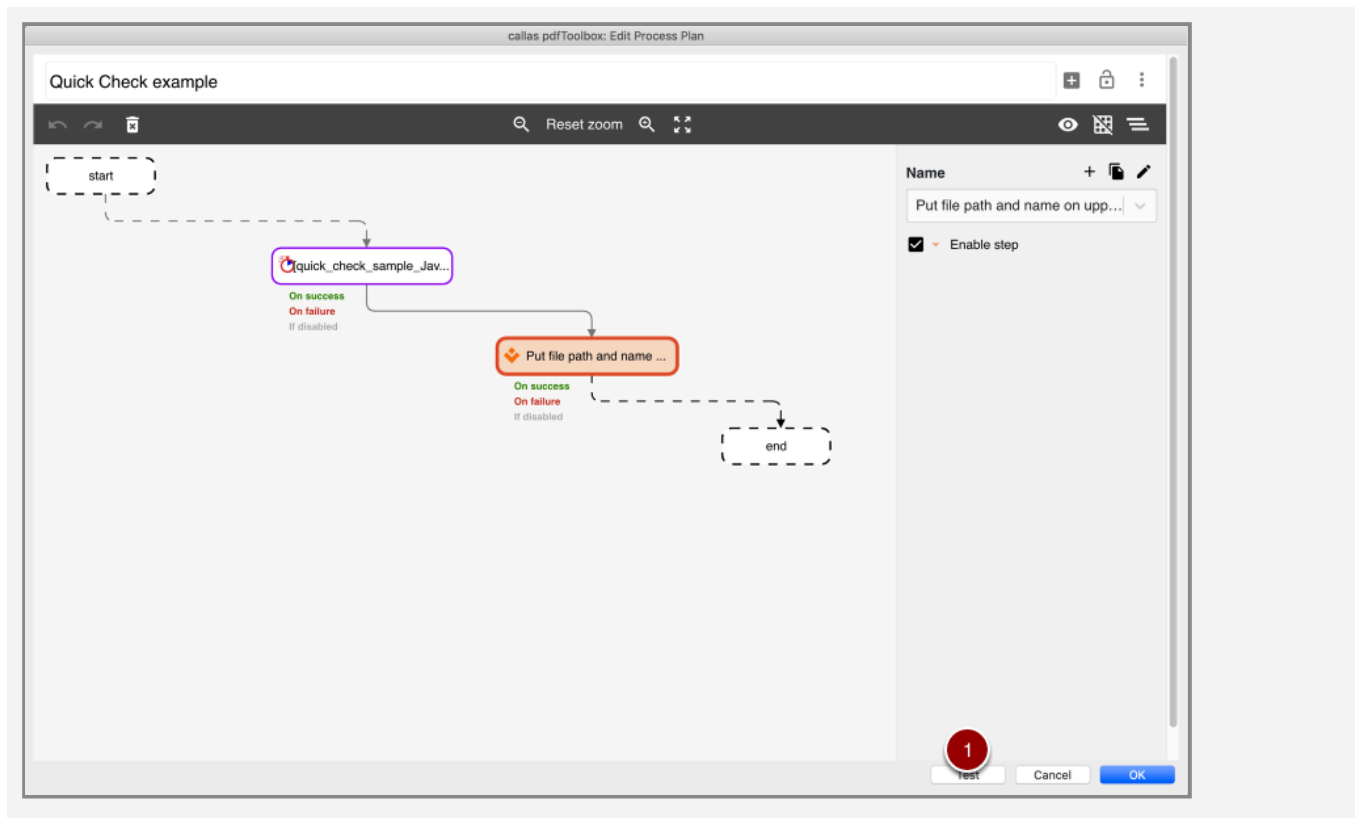 callas pdfToolbox: Edit Process Plan
Quick Check example
Reset zoom
start
Name
Put file path and name on upp...
Enable step
[quick_check_sample_Jav...
On success
On failure
If disabled
Put file path and name ...
On success
On failure
If disabled
end
1
Test Cancel OK